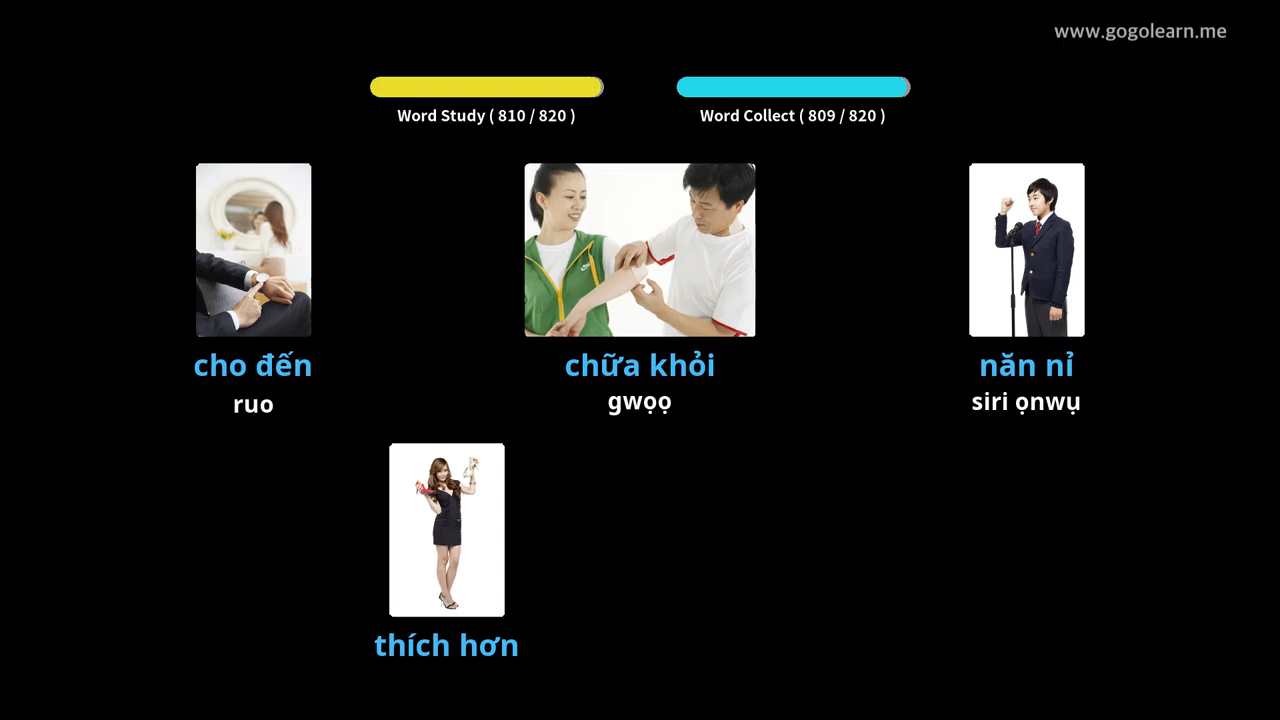 www.gogolearn.me
Word Study ( 810 / 820 )
Word Collect ( 809 / 820 )
cho đến
chữa khỏi
năn nỉ
ruo
gwọọ
siri ọnwụ
thích hơn